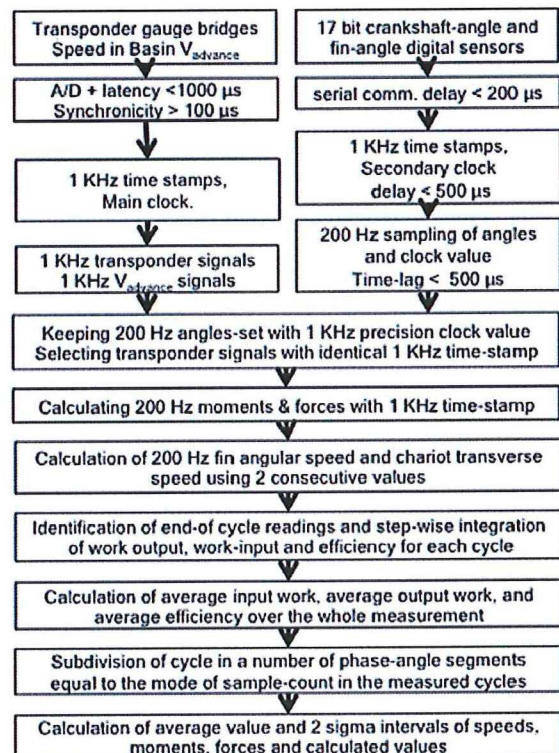 Transponder gauge bridges
Speed in Basin Vadvance
A/D + latency <1000 µs
Synchronicity > 100 µs
1 KHz time stamps,
Main clock.
1 KHz transponder signals
1 KHz Vadvance signals
17 bit crankshaft-angle and
fin-angle digital sensors
serial comm. delay < 200 µs
1 KHz time stamps,
Secondary clock
delay < 500 µs
200 Hz sampling of angles
and clock value
Time-lag < 500 µs
Keeping 200 Hz angles-set with 1 KHz precision clock value
Selecting transponder signals with identical 1 KHz time-stamp
Calculating 200 Hz moments & forces with 1 KHz time-stamp
Calculation of 200 Hz fin angular speed and chariot transverse
speed using 2 consecutive values
Identification of end-of cycle readings and step-wise integration
of work output, work-input and efficiency for each cycle
Calculation of average input work, average output work, and
average efficiency over the whole measurement
Subdivision of cycle in a number of phase-angle segments
equal to the mode of sample-count in the measured cycles
Calculation of average value and 2 sigma intervals of speeds,
moments, forces and calculated values